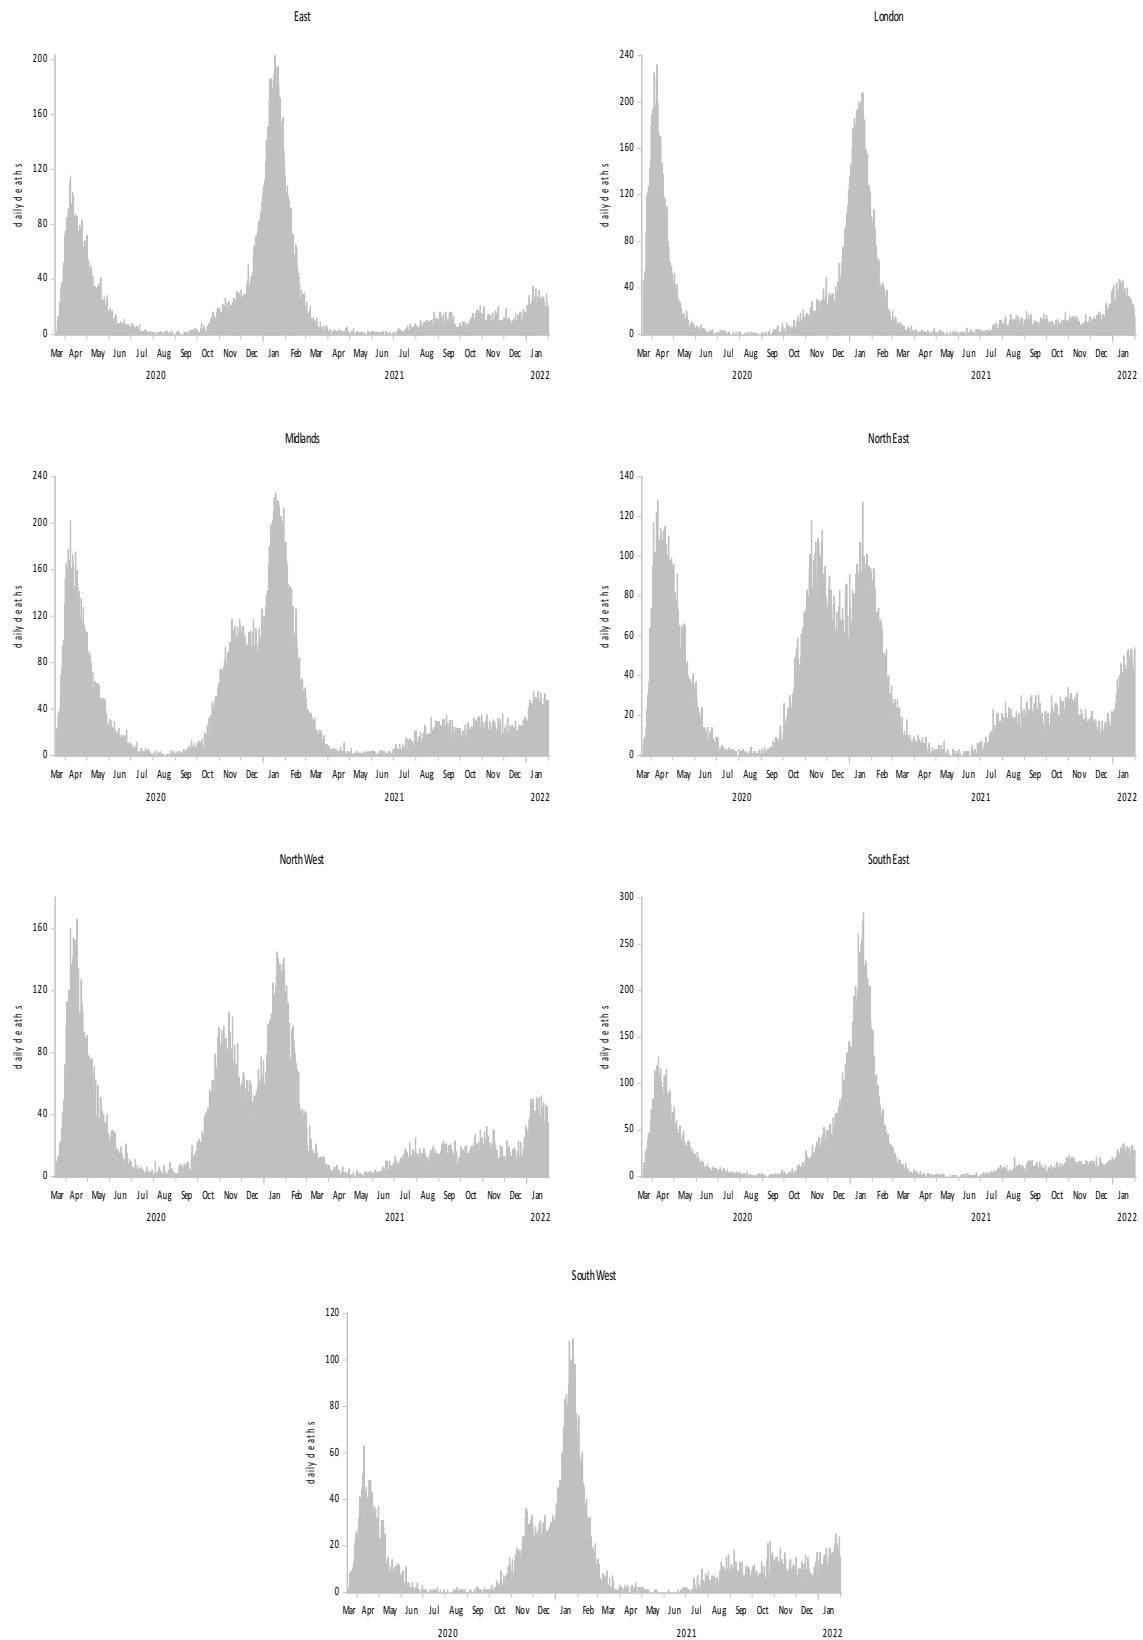 East
London
daily deaths
200
160
120
80
40
0
Mar Apr May Jun Jul Aug Sep Oct Nov Dec Jan Feb Mar Apr May Jun Jul Aug Sep Oct Nov Dec Jan
2020 2021 2022
daily deaths
240
200
160
120
80
40
0
Mar Apr May Jun Jul Aug Sep Oct Nov Dec Jan Feb Mar Apr May Jun Jul Aug Sep Oct Nov Dec Jan
2020 2021 2022
Midlands
North East
daily deaths
240
200
160
120
80
40
0
Mar Apr May Jun Jul Aug Sep Oct Nov Dec Jan Feb Mar Apr May Jun Jul Aug Sep Oct Nov Dec Jan
2020 2021 2022
daily deaths
140
120
100
80
60
40
20
0
Mar Apr May Jun Jul Aug Sep Oct Nov Dec Jan Feb Mar Apr May Jun Jul Aug Sep Oct Nov Dec Jan
2020 2021 2022
North West
South East
daily deaths
160
120
80
40
0
Mar Apr May Jun Jul Aug Sep Oct Nov Dec Jan Feb Mar Apr May Jun Jul Aug Sep Oct Nov Dec Jan
2020 2021 2022
daily deaths
300
250
200
150
100
50
0
Mar Apr May Jun Jul Aug Sep Oct Nov Dec Jan Feb Mar Apr May Jun Jul Aug Sep Oct Nov Dec Jan
2020 2021 2022
South West
daily deaths
120
100
80
60
40
20
0
Mar Apr May Jun Jul Aug Sep Oct Nov Dec Jan Feb Mar Apr May Jun Jul Aug Sep Oct Nov Dec Jan
2020 2021 2022